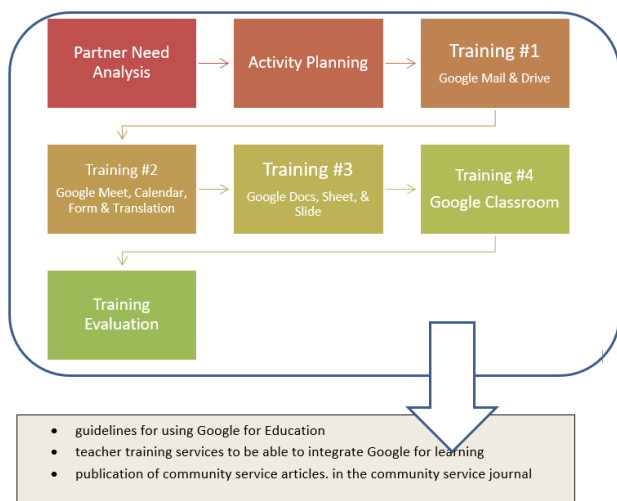 Partner Need
Analysis
Activity Planning
Training #1
Google Mail & Drive
Training #2
Google Meet, Calendar,
Form & Translation
Training #3
Google Docs, Sheet, &
Slide
Training #4
Google Classroom
Training
Evaluation
• guidelines for using Google for Education
• teacher training services to be able to integrate Google for learning
• publication of community service articles. in the community service journal